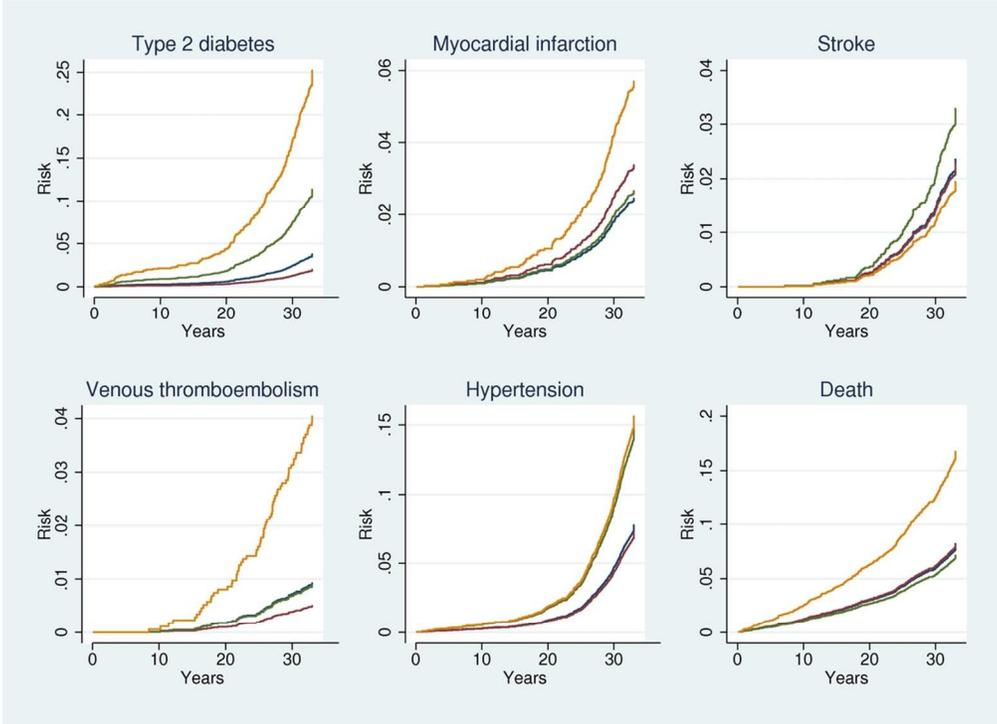 Type 2 diabetes
Risk
.25
.2
.15
.1
.05
0
0 10 20 30
Years
Myocardial infarction
Risk
.06
.04
.02
0
0 10 20 30
Years
Stroke
Risk
.04
.03
.02
.01
0
0 10 20 30
Years
Venous thromboembolism
Risk
.04
.03
.02
.01
0
0 10 20 30
Years
Hypertension
Risk
.15
.1
.05
0
0 10 20 30
Years
Death
Risk
.2
.15
.1
.05
0
0 10 20 30
Years